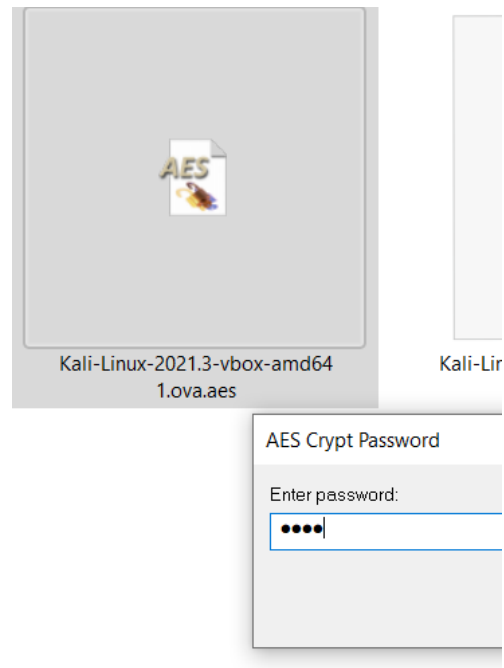 AES
Kali-Linux-2021.3-vbox-amd64
1.ova.aes
Kali-Lin
AES Crypt Password
Enter password:
••••